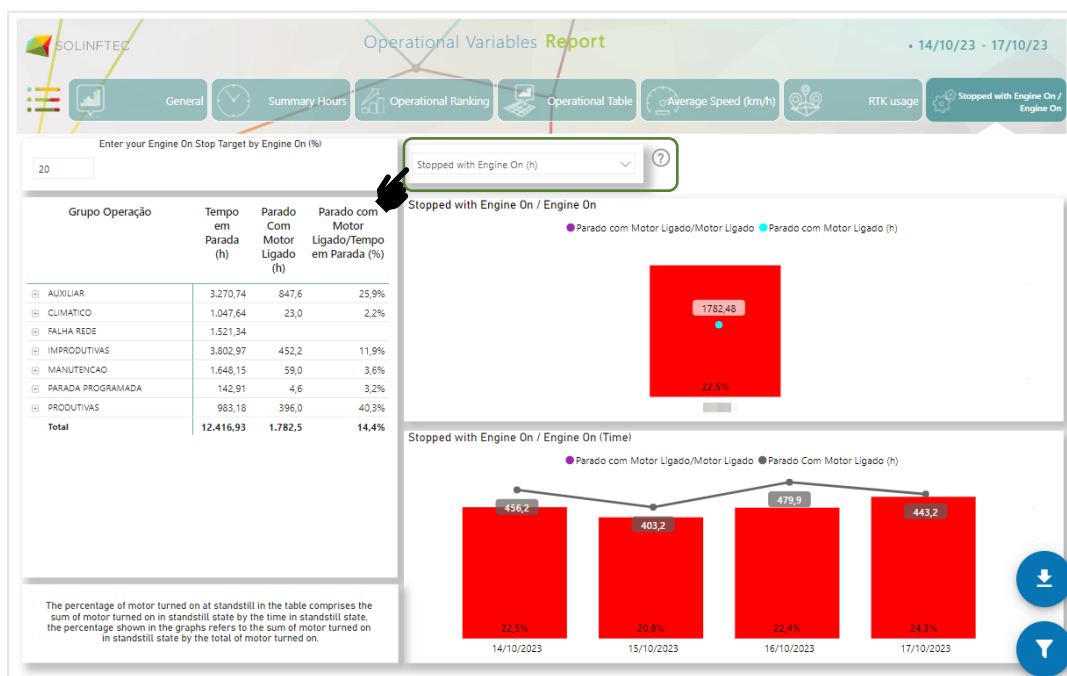 SOLINFTEC
Operational Variables Report
• 14/10/23 - 17/10/23
General
Summary Hours
Operational Ranking
Operational Table
Average Speed (km/h)
RTK usage
Stopped with Engine On /
Engine On
Enter your Engine On Stop Target by Engine On (%)
20
Stopped with Engine On (h)
?
Grupo Operação Tempo em Parada (h) Parado Com Motor Ligado (h) Parado com Motor Ligado/Tempo em Parada (%)
AUXILIAR 3.270,74 847,6 25,9%
CLIMATICO 1.047,64 23,0 2,2%
FALHA REDE 1.521,34
IMPRODUTIVAS 3.802,97 452,2 11,9%
MANUTENCAO 1.648,15 59,0 3,6%
PARADA PROGRAMADA 142,91 4,6 3,2%
PRODUTIVAS 983,18 396,0 40,3%
Total 12.416,93 1.782,5 14,4%
The percentage of motor turned on at standstill in the table comprises the
sum of motor turned on in standstill state by the time in standstill state,
the percentage shown in the graphs refers to the sum of motor turned on
in standstill state by the total of motor turned on.
Stopped with Engine On / Engine On
Parado com Motor Ligado/Motor Ligado Parado com Motor Ligado (h)
1782,48
22,5%
Stopped with Engine On / Engine On (Time)
Parado com Motor Ligado/Motor Ligado Parado Com Motor Ligado (h)
456,2 403,2 479,9 443,2
22,5% 20,8% 22,4% 24,3%
14/10/2023 15/10/2023 16/10/2023 17/10/2023